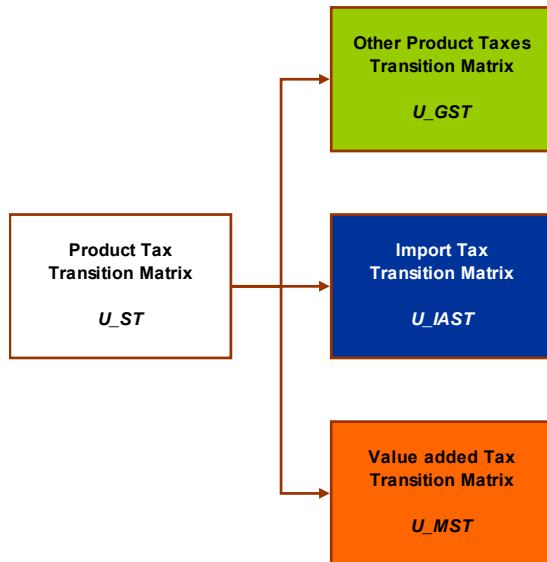 Other Product Taxes
Transition Matrix
U_GST
Product Tax
Transition Matrix
U_ST
Import Tax
Transition Matrix
U_IAST
Value added Tax
Transition Matrix
U_MST